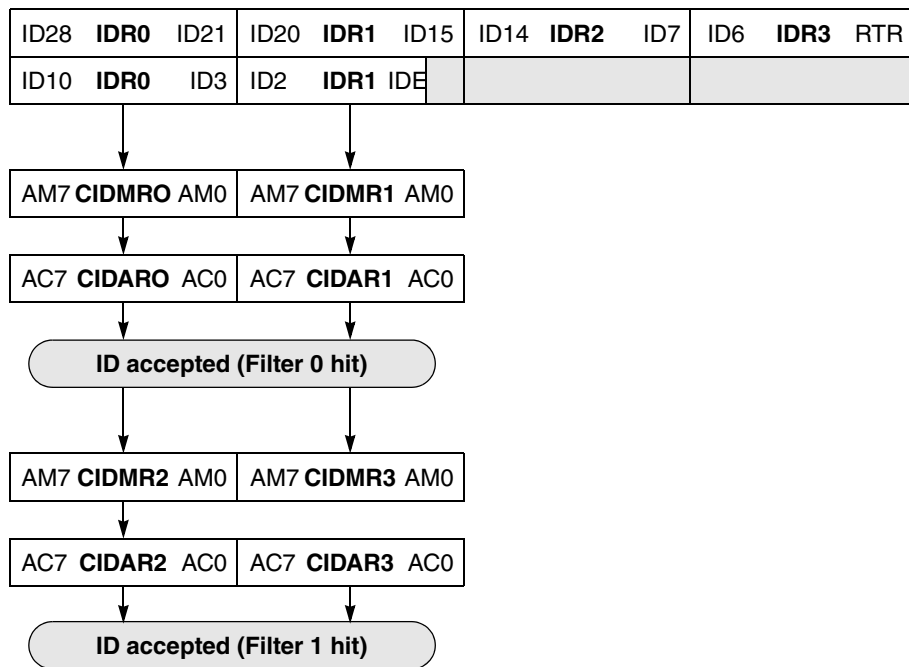 ID28 IDR0 ID21 ID20 IDR1 ID15 ID14 IDR2 ID7 ID6 IDR3 RTR
ID10 IDR0 ID3 ID2 IDR1 IDE
AM7 CIDMRO AM0 AM7 CIDMR1 AM0
AC7 CIDARO AC0 AC7 CIDAR1 AC0
ID accepted (Filter 0 hit)
AM7 CIDMR2 AM0 AM7 CIDMR3 AM0
AC7 CIDAR2 AC0 AC7 CIDAR3 AC0
ID accepted (Filter 1 hit)